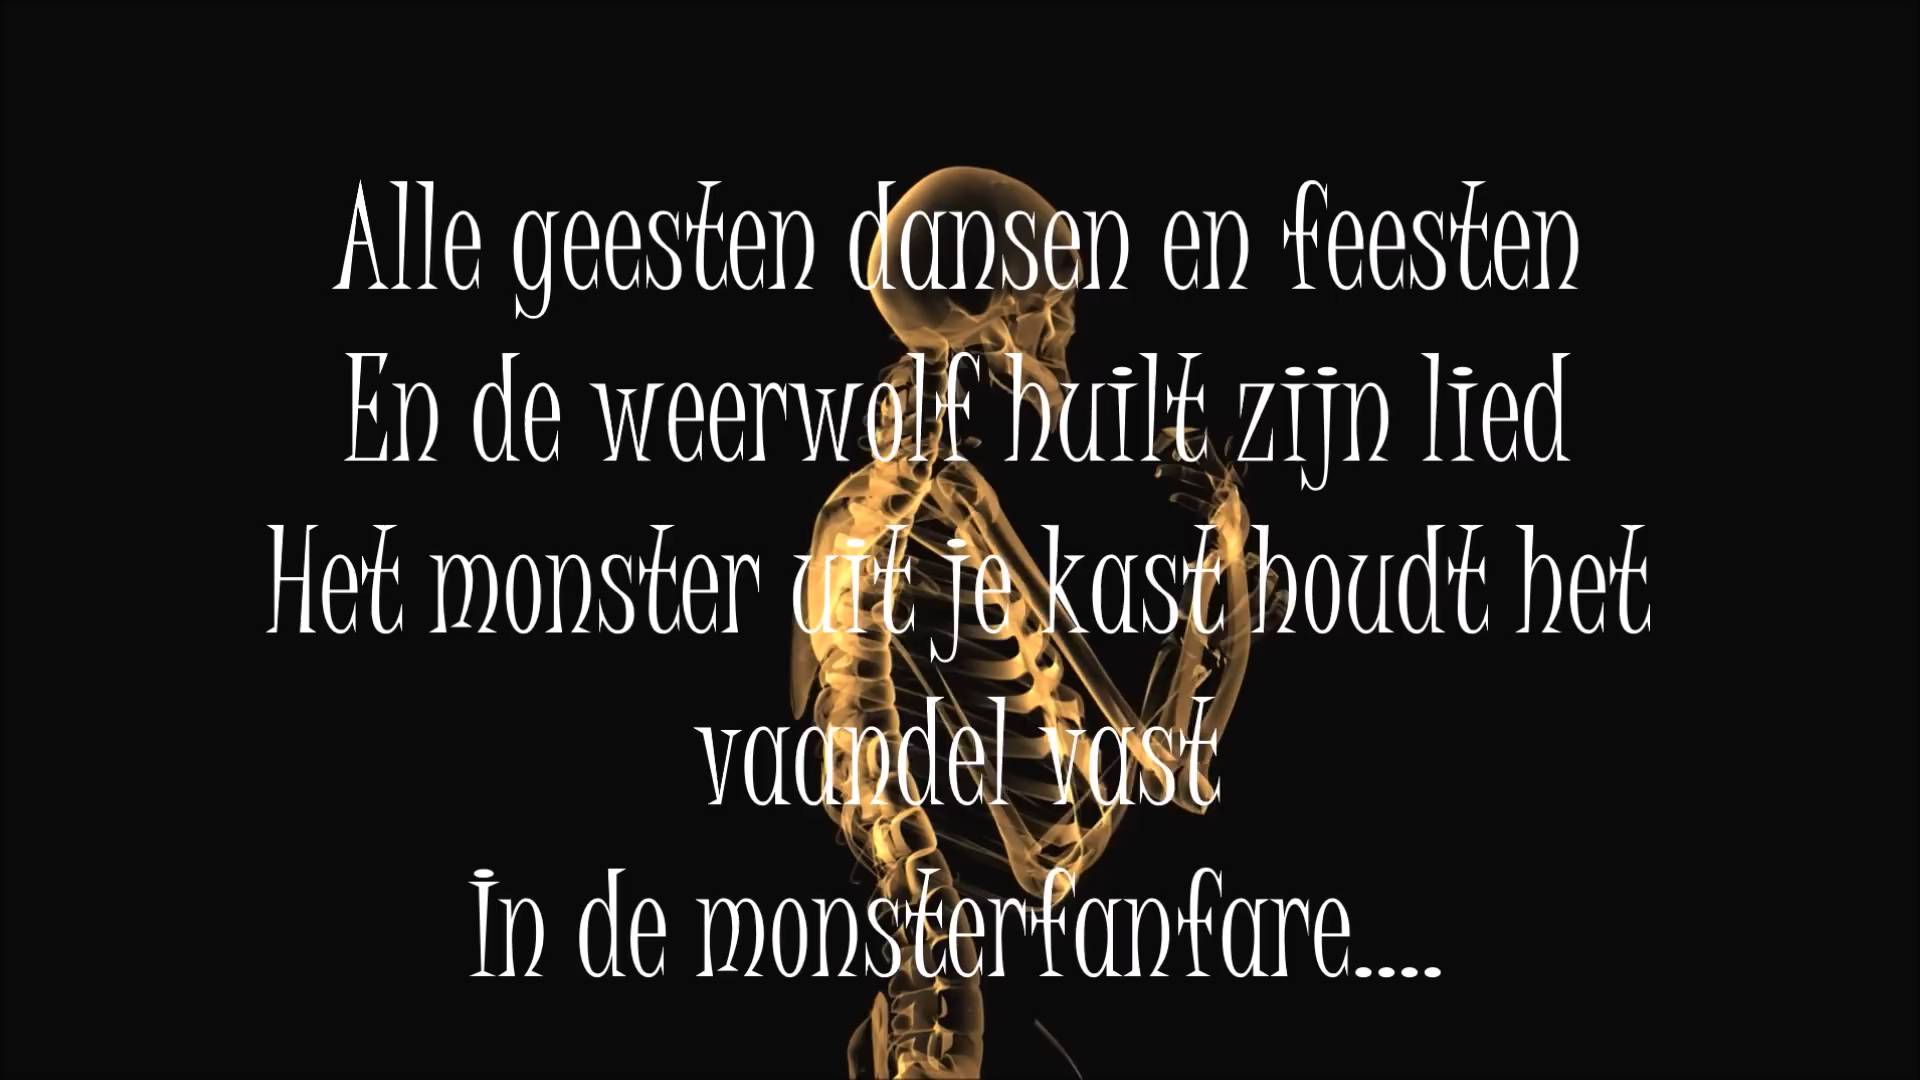 Alle geesten dansen en feesten
En de weerwolf huilt zijn lied
Het monster uit je kast houdt het
vaandel vast
In de monsterfanfare....